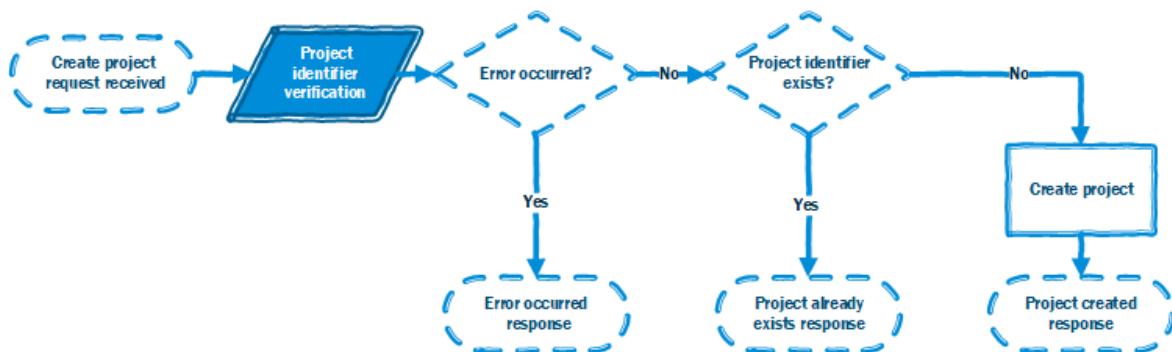 Create project
request received
Project
identifier
verification
Error occurred?
No
Project identifier
exists?
No
Yes
Yes
Create project
Error occurred
response
Project already
exists response
Project created
response